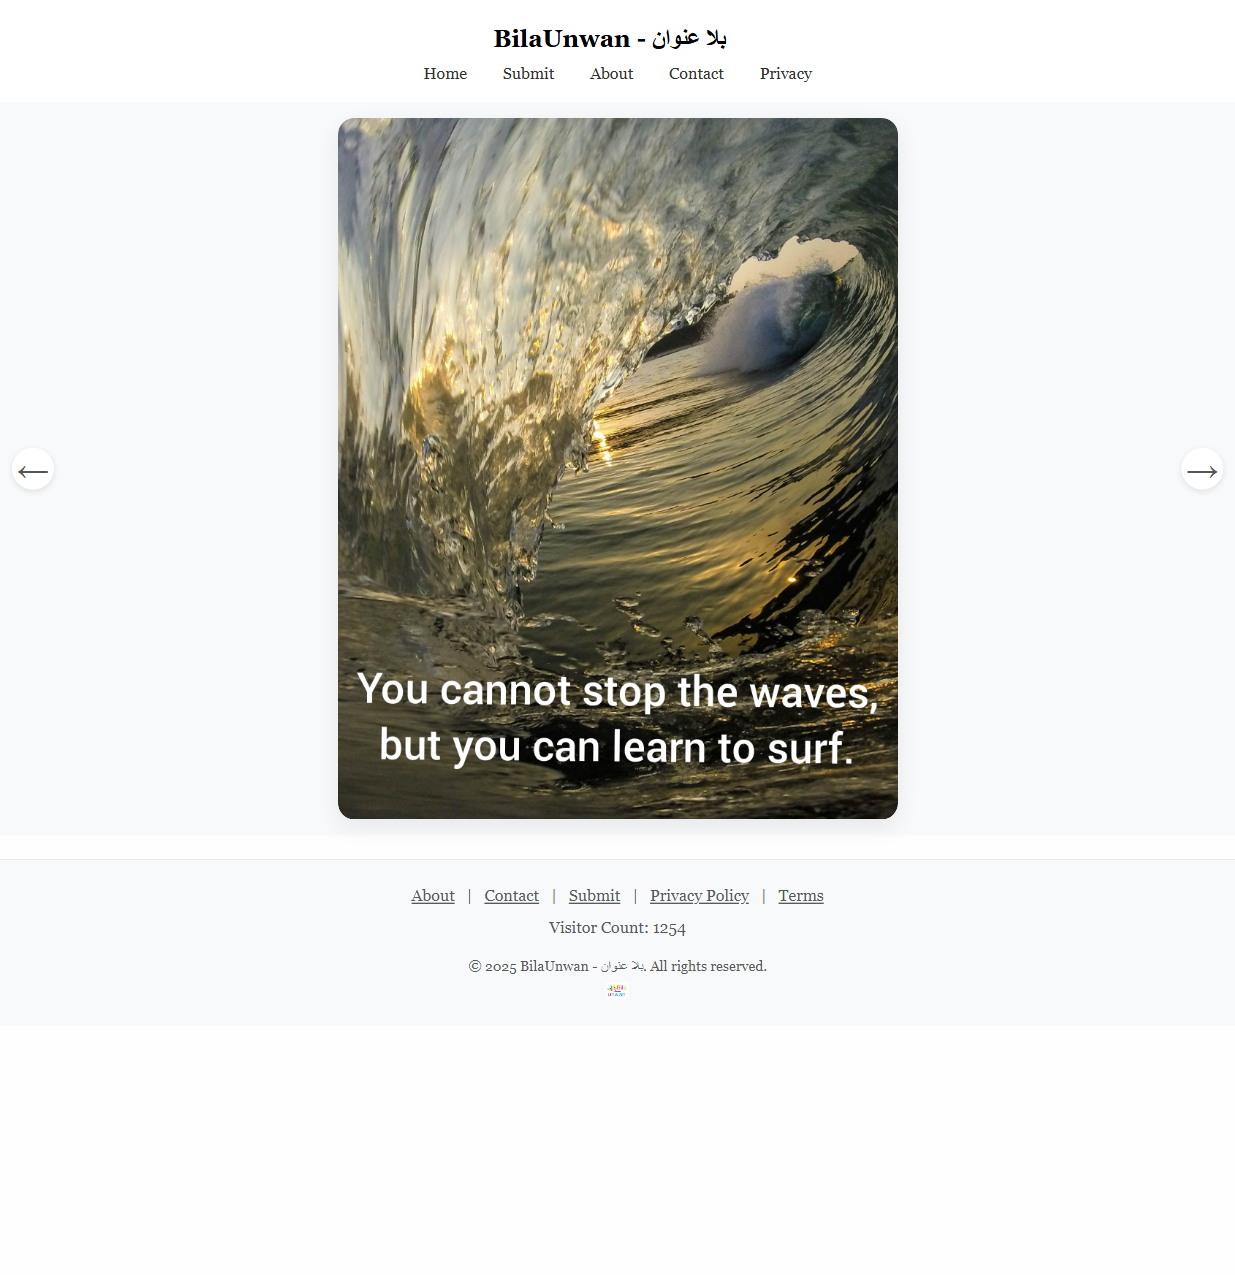 BilaUnwan - بلا عنوان
Home Submit About Contact Privacy
←
→
You cannot stop the waves,
but you can learn to surf.
About | Contact | Submit | Privacy Policy | Terms
Visitor Count: 1254
© 2025 BilaUnwan - بلا عنوان. All rights reserved.